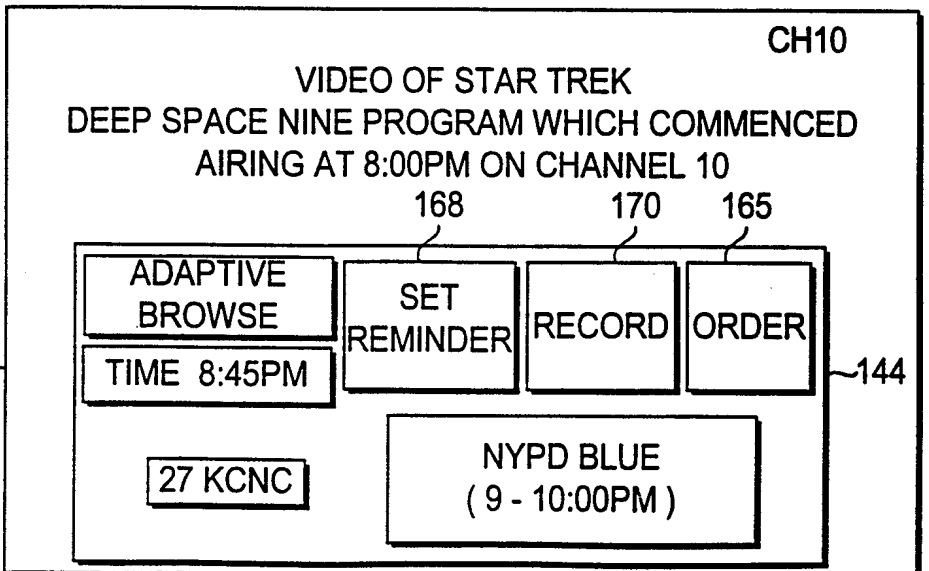 CH10
VIDEO OF STAR TREK
DEEP SPACE NINE PROGRAM WHICH COMMENCED
AIRING AT 8:00PM ON CHANNEL 10
168 170 165
ADAPTIVE
BROWSE
SET
REMINDER
RECORD
ORDER
TIME 8:45PM
144
27 KCNC
NYPD BLUE
( 9 - 10:00PM )